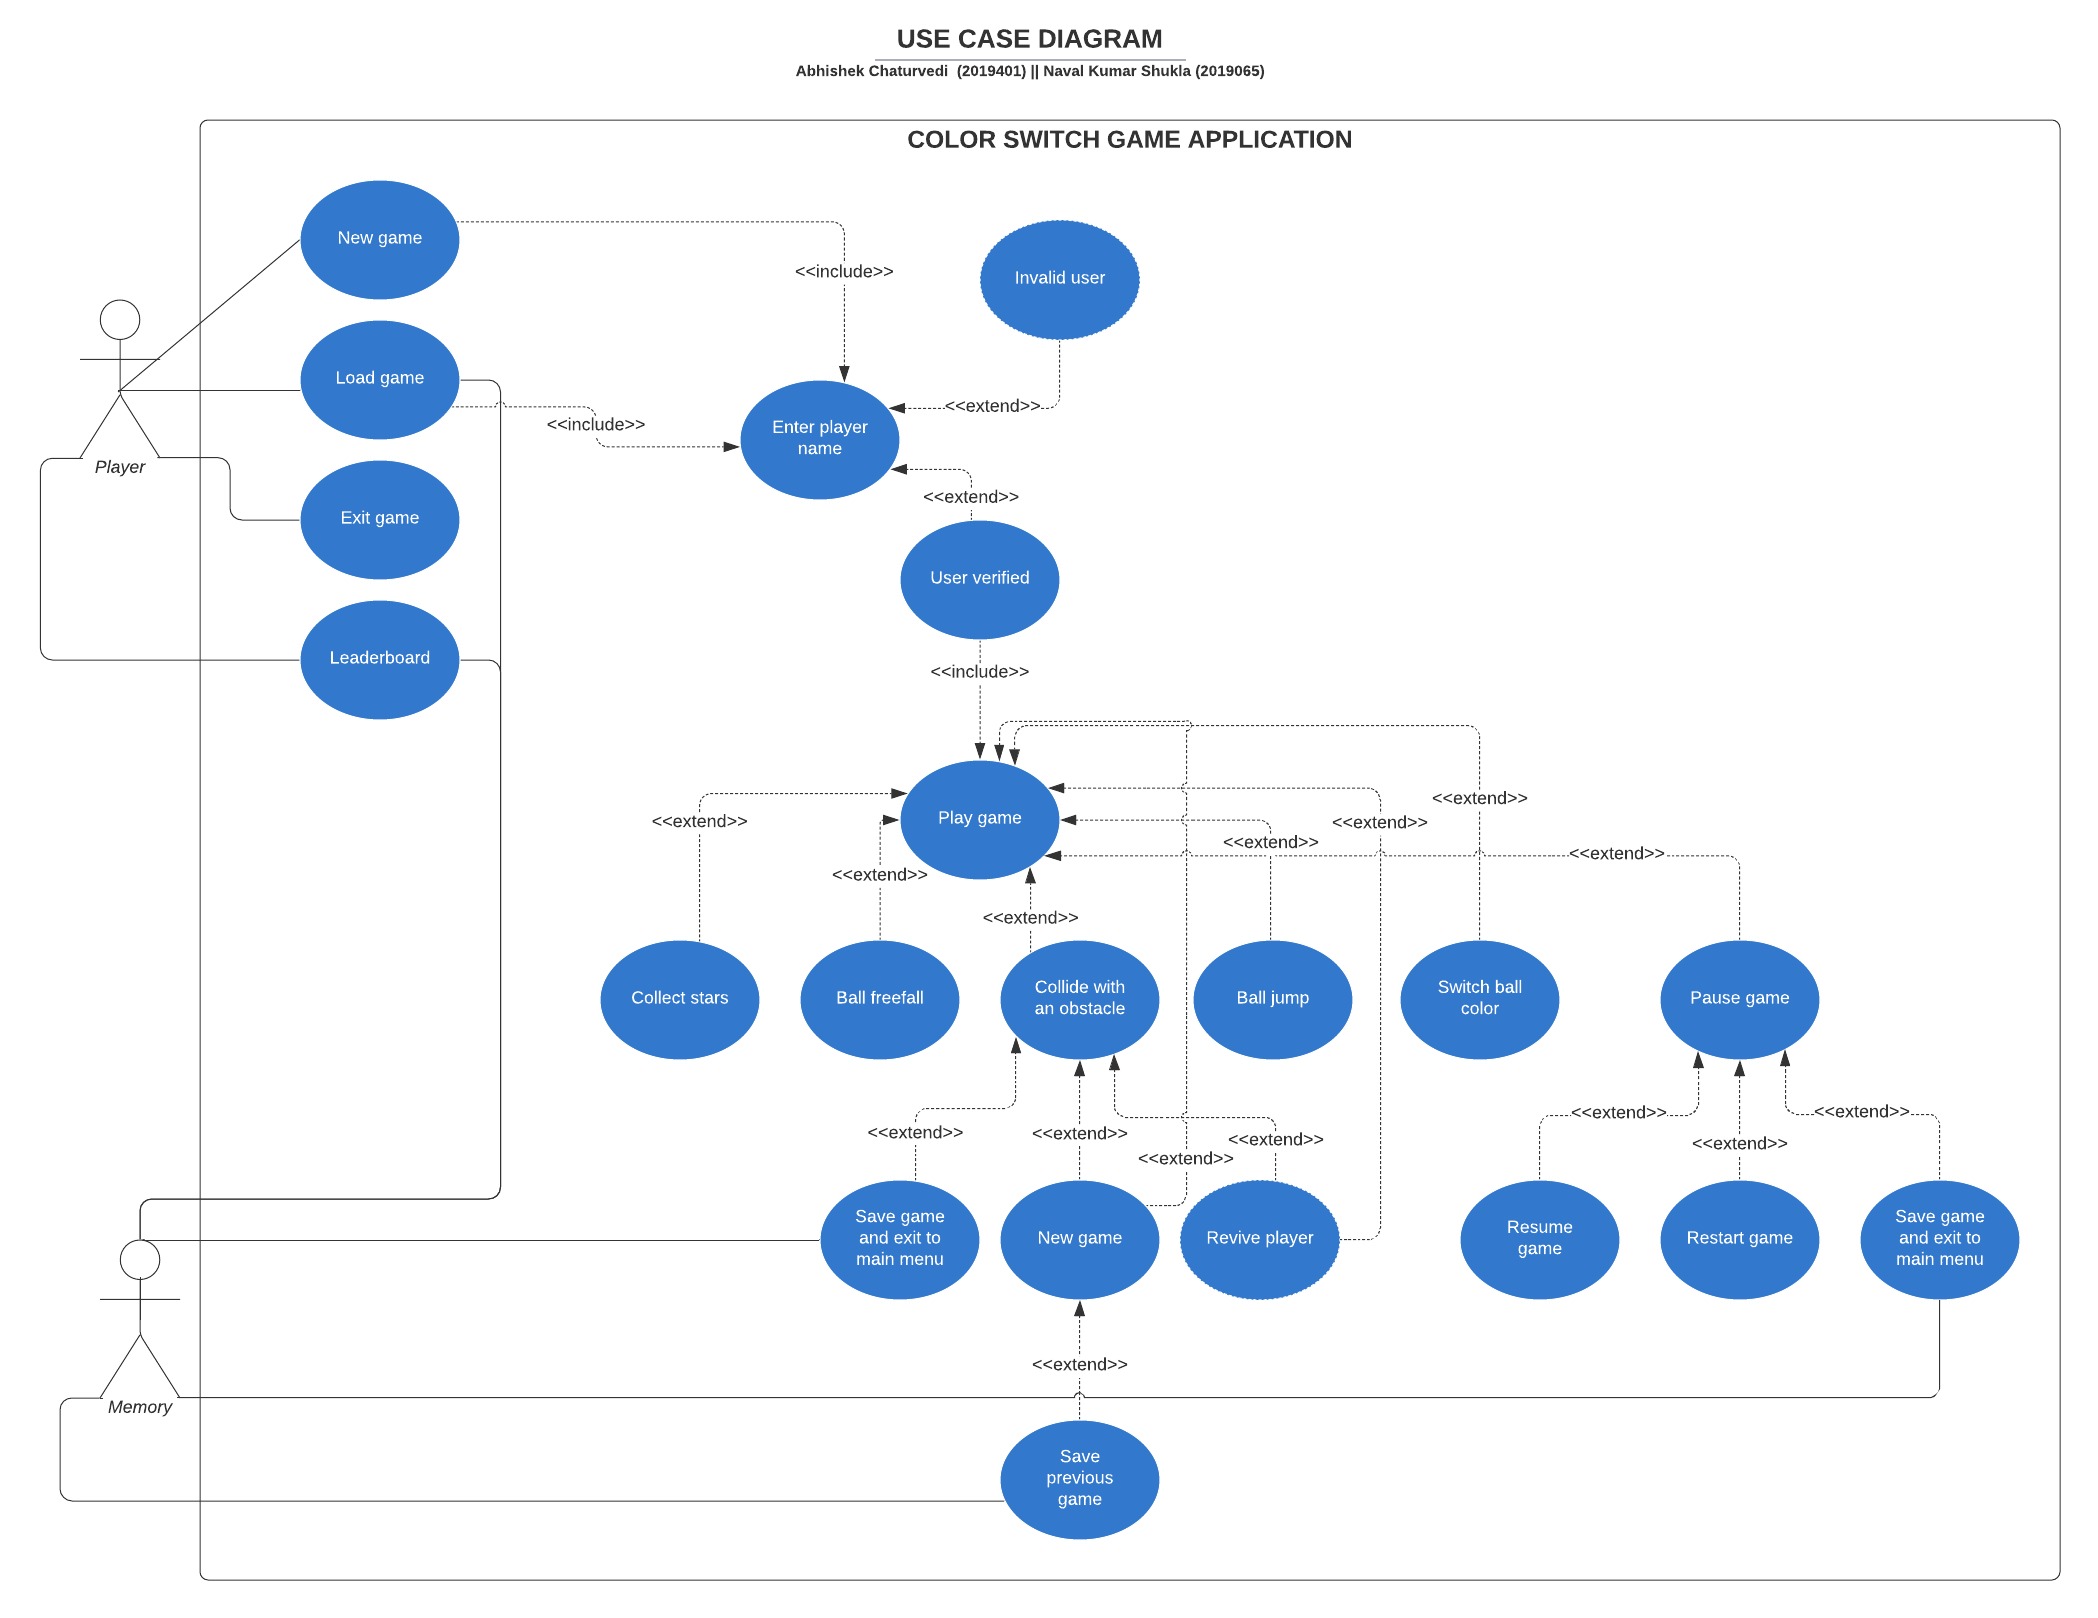 USE CASE DIAGRAM
Abhishek Chaturvedi  (2019401) || Naval Kumar Shukla (2019065)
COLOR SWITCH GAME APPLICATION
New game
<<include>>
Invalid user
Load game
<<include>>
<<extend>>
Enter player
name
Player
<<extend>>
Exit game
User verified
Leaderboard
<<include>>
Play game
<<extend>>
<<extend>>
<<extend>>
<<extend>>
<<extend>>
<<extend>>
<<extend>>
Collect stars
Ball freefall
Collide with
an obstacle
Ball jump
Switch ball
color
Pause game
<<extend>>
<<extend>>
<<extend>>
<<extend>>
<<extend>>
<<extend>>
<<extend>>
Save game
and exit to
main menu
New game
Revive player
Resume
game
Restart game
Save game
and exit to
main menu
<<extend>>
Memory
Save
previous
game